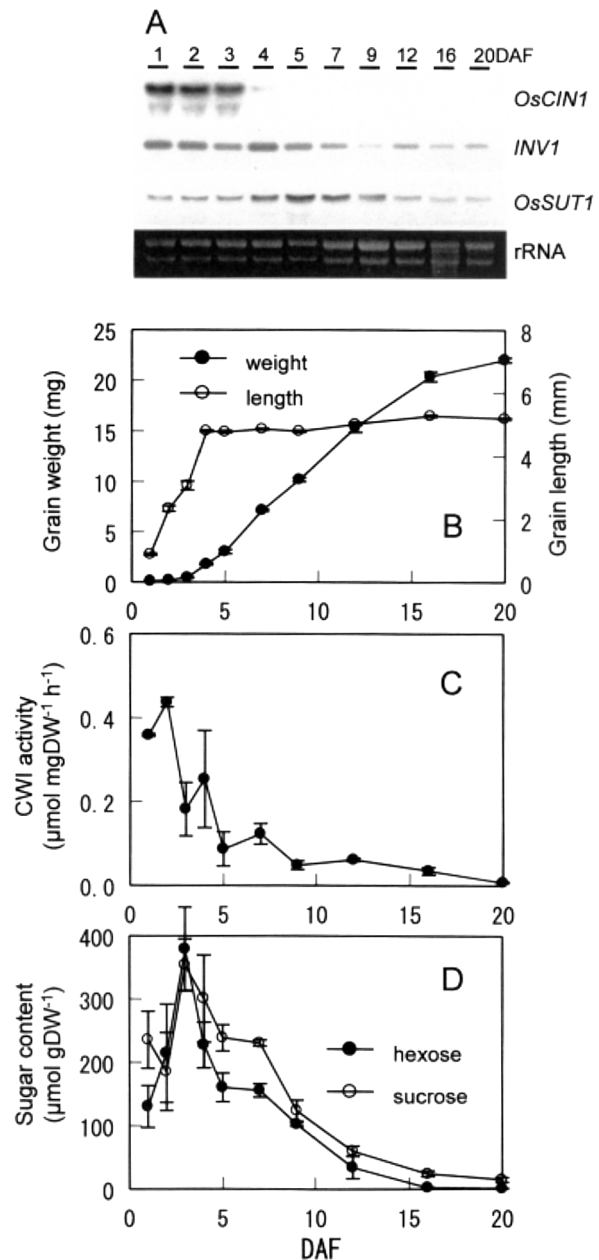 A
1 2 3 4 5 7 9 12 16 20DAF
OsCIN1
INV1
OsSUT1
rRNA
25
20
15
10
5
0
Grain weight (mg)
weight
length
B
8
6
4
2
0
Grain length (mm)
0 5 10 15 20
0.6
0.4
0.2
0.0
CWI activity
(μmol mgDW⁻¹ h⁻¹)
C
0 5 10 15 20
400
300
200
100
0
Sugar content
(μmol gDW⁻¹)
D
hexose
sucrose
0 5 10 15 20
DAF